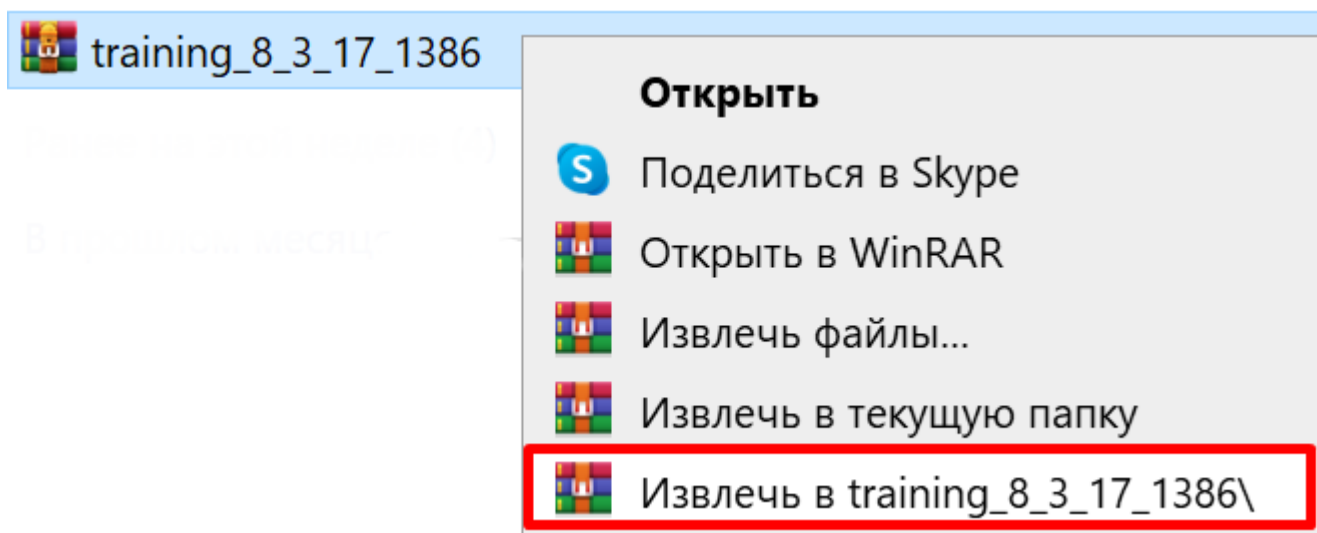 training_8_3_17_1386
Открыть
Поделиться в Skype
Открыть в WinRAR
Извлечь файлы...
Извлечь в текущую папку
Извлечь в training_8_3_17_1386\